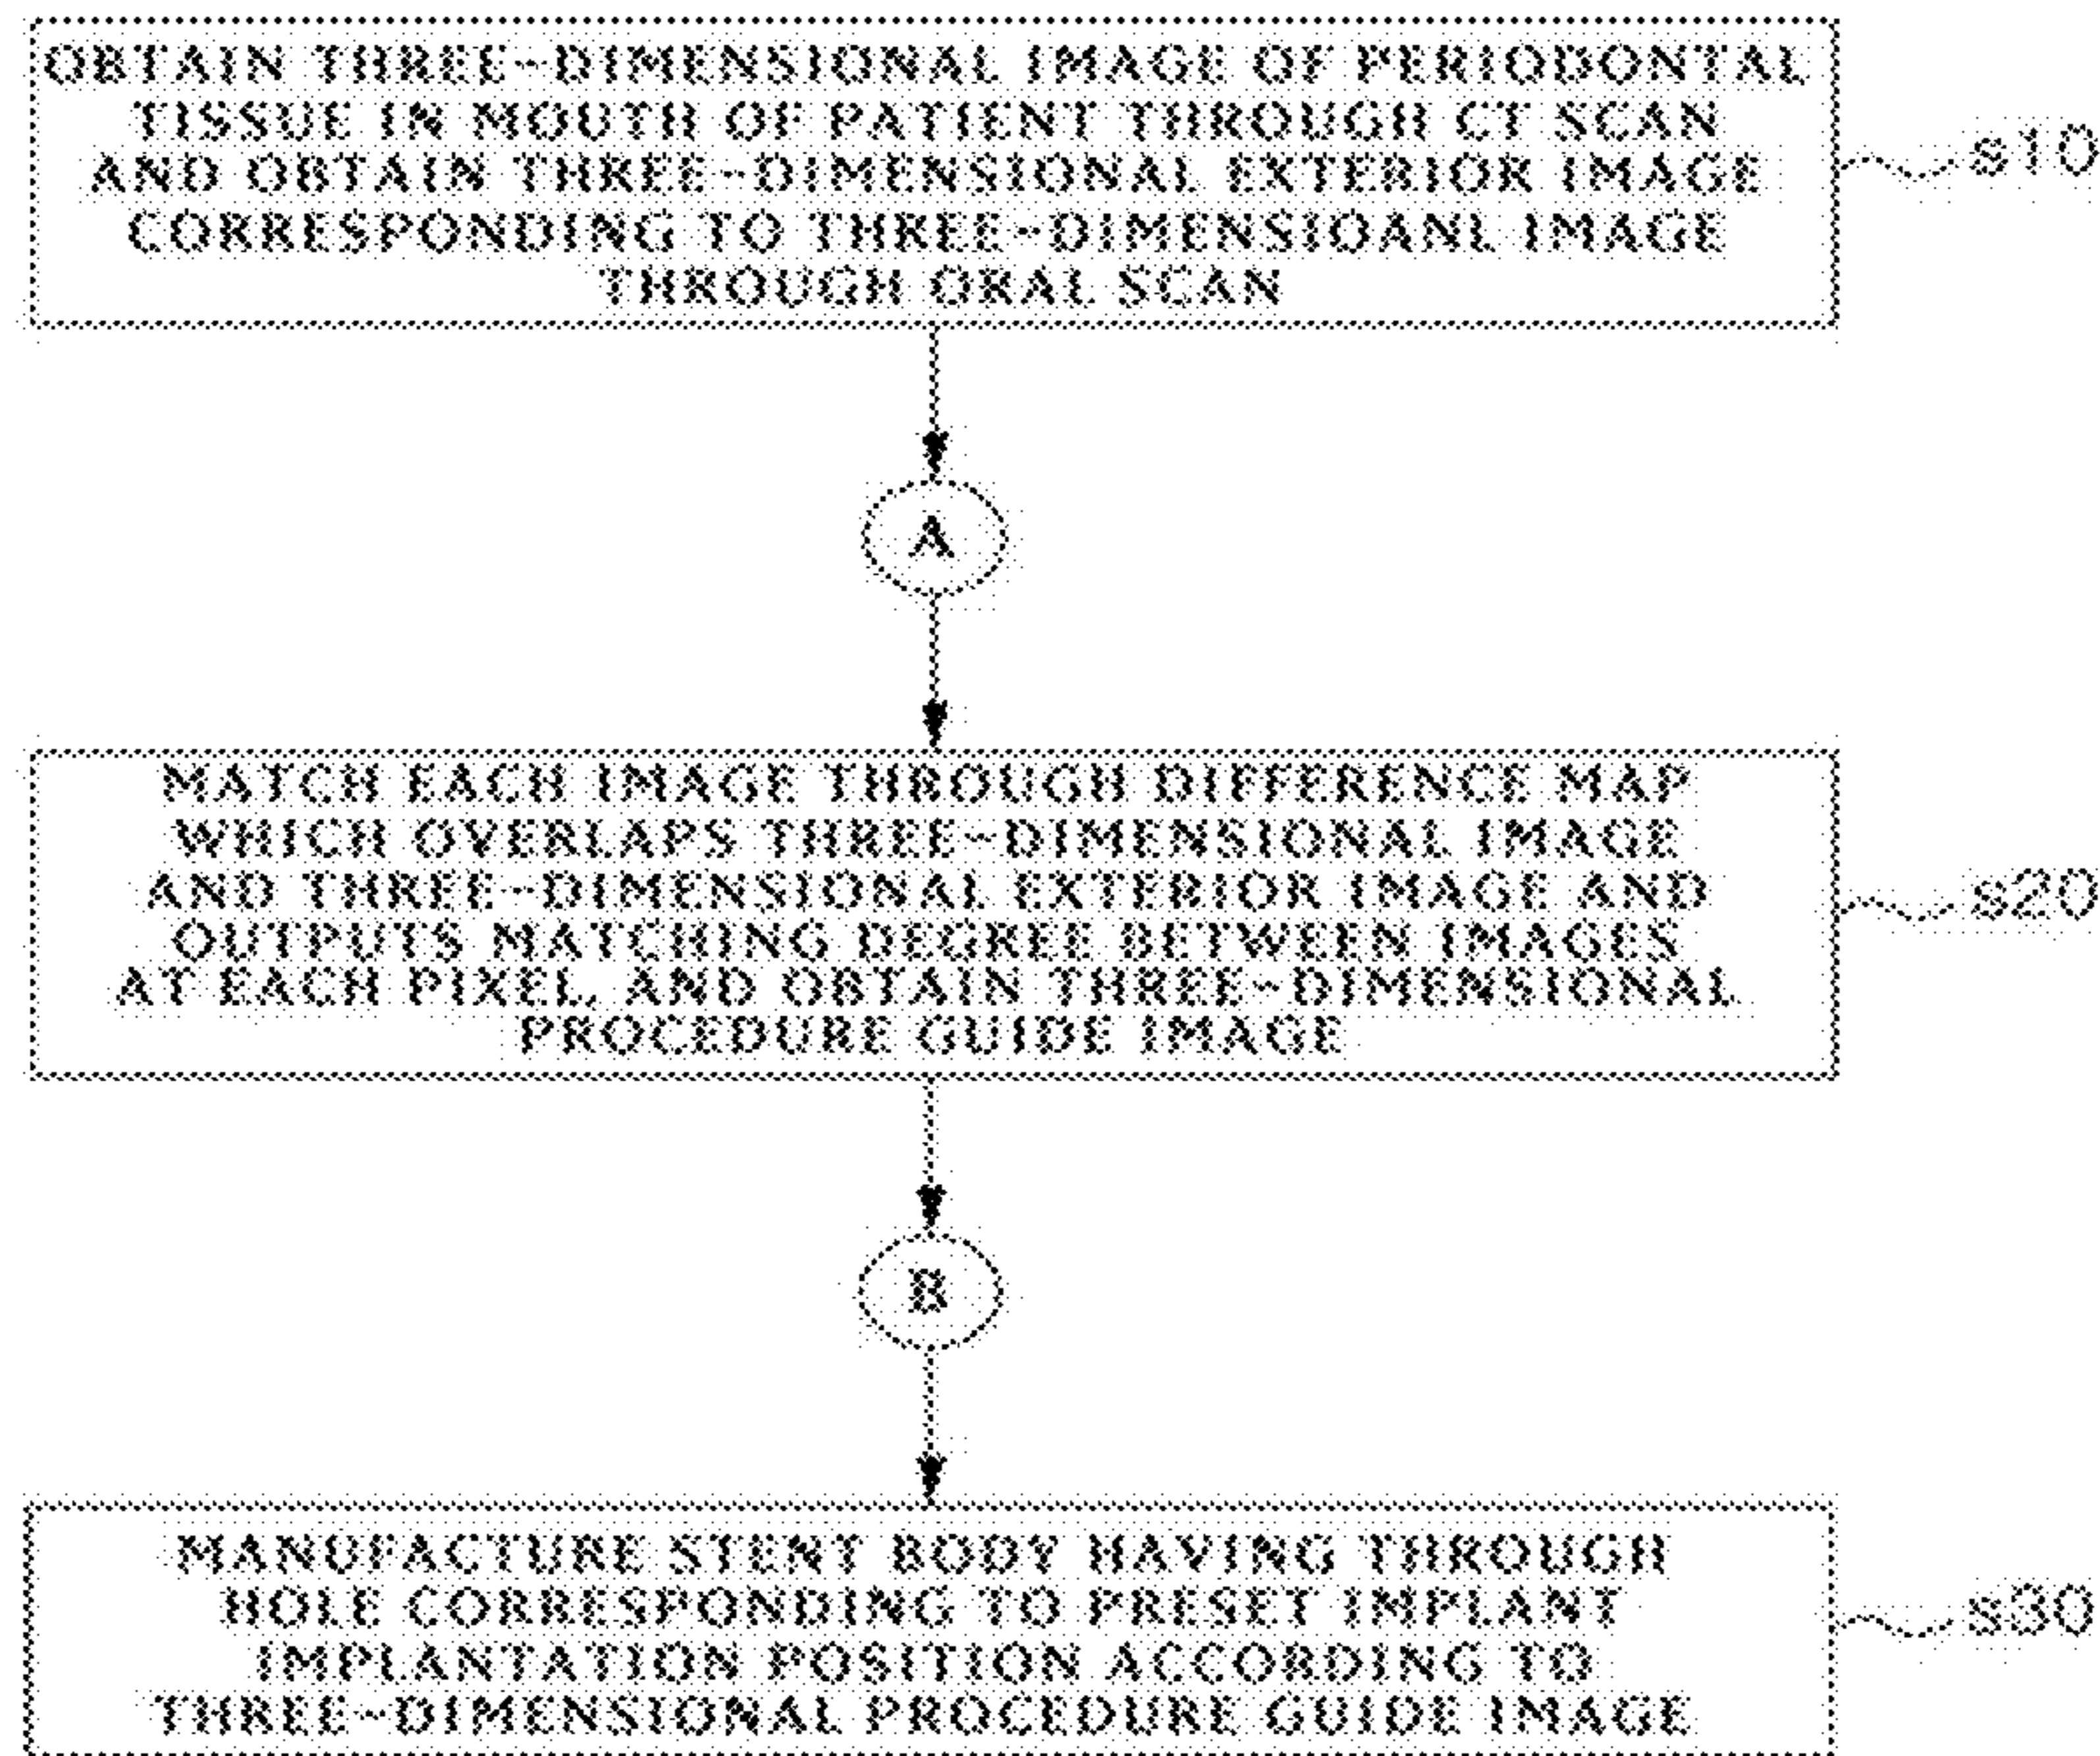 OBTAIN THREE-DIMENSIONAL IMAGE OF PERIODONTAL
TISSUE IN MOUTH OF PATIENT THROUGH CT SCAN
AND OBTAIN THREE-DIMENSIONAL EXTERIOR IMAGE
CORRESPONDING TO THREE-DIMENSIOANL IMAGE
THROUGH ORAL SCAN
s10
A
MATCH EACH IMAGE THROUGH DIFFERENCE MAP
WHICH OVERLAPS THREE-DIMENSIONAL IMAGE
AND THREE-DIMENSIONAL EXTERIOR IMAGE AND
OUTPUTS MATCHING DEGREE BETWEEN IMAGES
AT EACH PIXEL, AND OBTAIN THREE-DIMENSIONAL
PROCEDURE GUIDE IMAGE
s20
B
MANUFACTURE STENT BODY HAVING THROUGH
HOLE CORRESPONDING TO PRESET IMPLANT
IMPLANTATION POSITION ACCORDING TO
THREE-DIMENSIONAL PROCEDURE GUIDE IMAGE
s30